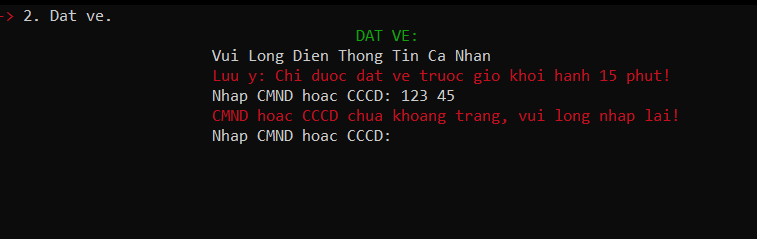 -> 2. Dat ve.
DAT VE:
Vui Long Dien Thong Tin Ca Nhan
Luu y: Chi duoc dat ve truoc gio khoi hanh 15 phut!
Nhap CMND hoac CCCD: 123 45
CMND hoac CCCD chua khoang trang, vui long nhap lai!
Nhap CMND hoac CCCD: